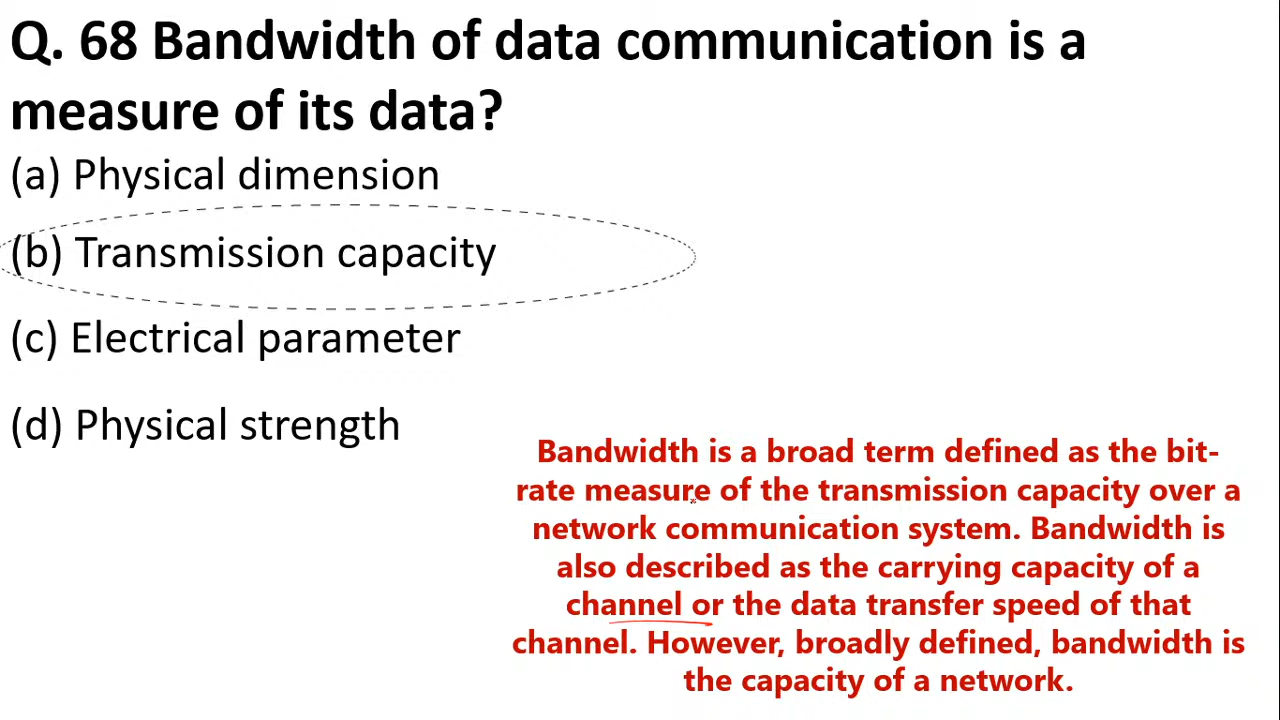 Q. 68 Bandwidth of data communication is a
measure of its data?
(a) Physical dimension
(b) Transmission capacity
(c) Electrical parameter
(d) Physical strength
Bandwidth is a broad term defined as the bit-
rate measure of the transmission capacity over a
network communication system. Bandwidth is
also described as the carrying capacity of a
channel or the data transfer speed of that
channel. However, broadly defined, bandwidth is
the capacity of a network.